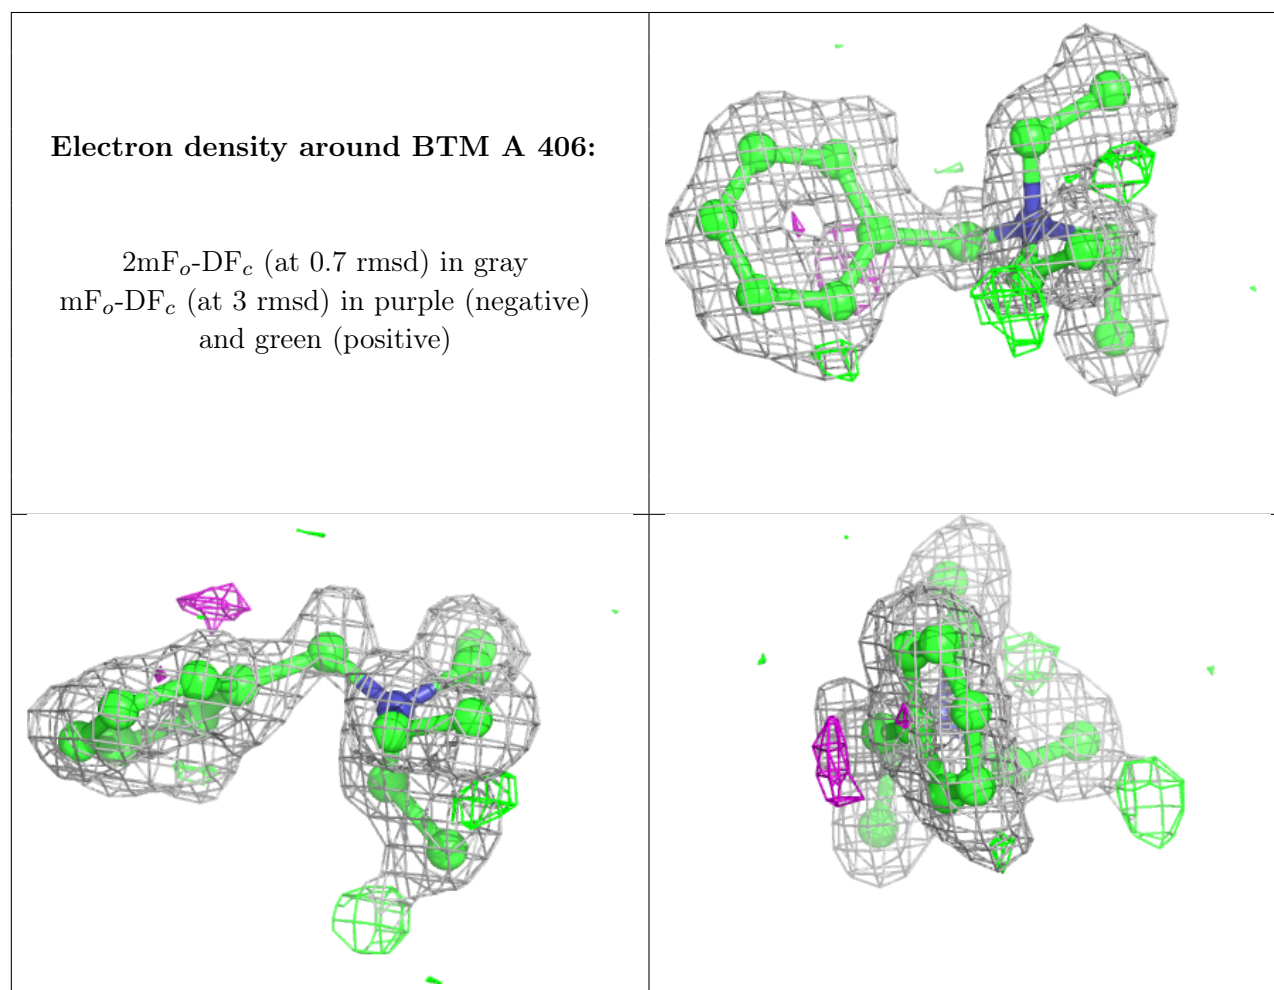 Electron density around BTM A 406:
2mFo-DFc (at 0.7 rmsd) in gray
mFo-DFc (at 3 rmsd) in purple (negative)
and green (positive)